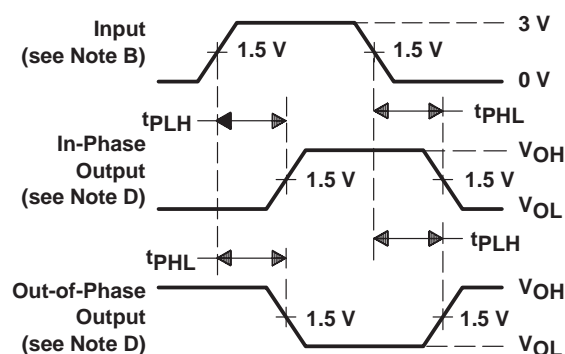 Input
(see Note B)
1.5 V
1.5 V
3 V
0 V
tPLH
tPHL
In-Phase
Output
(see Note D)
1.5 V
1.5 V
VOH
VOL
tPHL
tPLH
Out-of-Phase
Output
(see Note D)
1.5 V
1.5 V
VOH
VOL